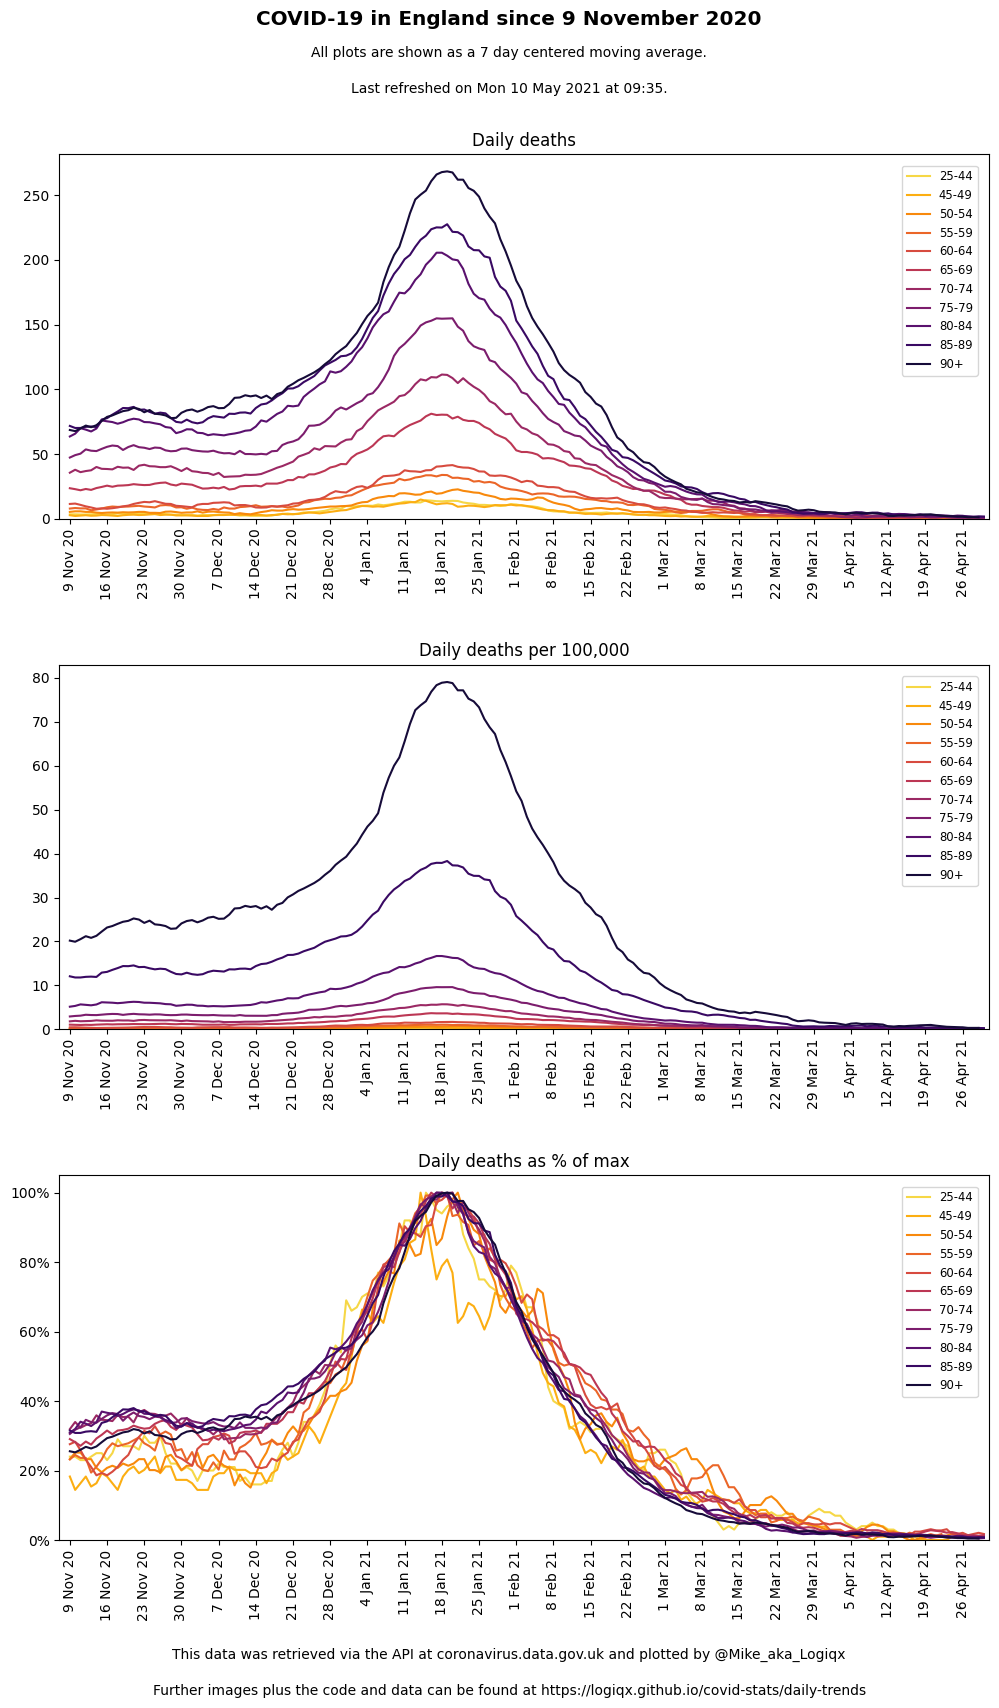 COVID-19 in England since 9 November 2020
All plots are shown as a 7 day centered moving average.
Last refreshed on Mon 10 May 2021 at 09:35.
Daily deaths
250
200
150
100
50
0
25-44
45-49
50-54
55-59
60-64
65-69
70-74
75-79
80-84
85-89
90+
9 Nov 20
16 Nov 20
23 Nov 20
30 Nov 20
7 Dec 20
14 Dec 20
21 Dec 20
28 Dec 20
4 Jan 21
11 Jan 21
18 Jan 21
25 Jan 21
1 Feb 21
8 Feb 21
15 Feb 21
22 Feb 21
1 Mar 21
8 Mar 21
15 Mar 21
22 Mar 21
29 Mar 21
5 Apr 21
12 Apr 21
19 Apr 21
26 Apr 21
Daily deaths per 100,000
80
70
60
50
40
30
20
10
0
25-44
45-49
50-54
55-59
60-64
65-69
70-74
75-79
80-84
85-89
90+
9 Nov 20
16 Nov 20
23 Nov 20
30 Nov 20
7 Dec 20
14 Dec 20
21 Dec 20
28 Dec 20
4 Jan 21
11 Jan 21
18 Jan 21
25 Jan 21
1 Feb 21
8 Feb 21
15 Feb 21
22 Feb 21
1 Mar 21
8 Mar 21
15 Mar 21
22 Mar 21
29 Mar 21
5 Apr 21
12 Apr 21
19 Apr 21
26 Apr 21
Daily deaths as % of max
100%
80%
60%
40%
20%
0%
25-44
45-49
50-54
55-59
60-64
65-69
70-74
75-79
80-84
85-89
90+
9 Nov 20
16 Nov 20
23 Nov 20
30 Nov 20
7 Dec 20
14 Dec 20
21 Dec 20
28 Dec 20
4 Jan 21
11 Jan 21
18 Jan 21
25 Jan 21
1 Feb 21
8 Feb 21
15 Feb 21
22 Feb 21
1 Mar 21
8 Mar 21
15 Mar 21
22 Mar 21
29 Mar 21
5 Apr 21
12 Apr 21
19 Apr 21
26 Apr 21
This data was retrieved via the API at coronavirus.data.gov.uk and plotted by @Mike_aka_Logiqx
Further images plus the code and data can be found at https://logiqx.github.io/covid-stats/daily-trends